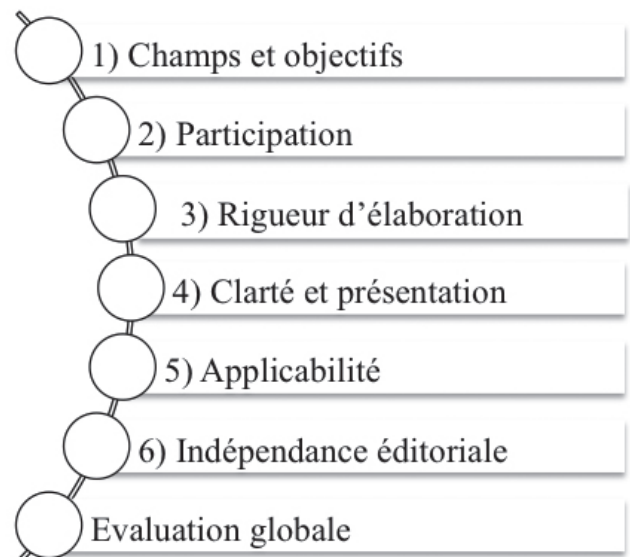 1) Champs et objectifs
2) Participation
3) Rigueur d’élaboration
4) Clarté et présentation
5) Applicabilité
6) Indépendance éditoriale
Evaluation globale